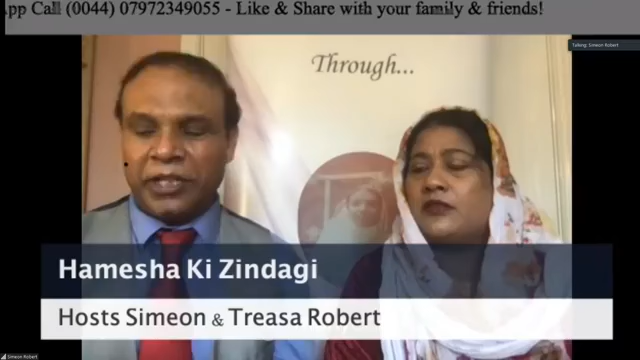 App Call (0044) 07972349055 - Like & Share with your family & friends!
Talking: Simeon Robert
Through...
Hamesha Ki Zindagi
Hosts Simeon & Treasa Robert
Simeon Robert